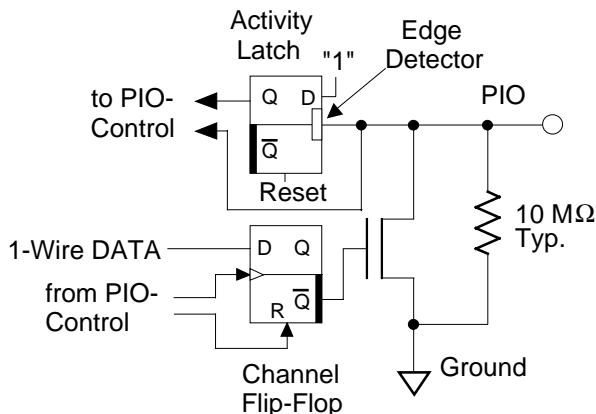 Activity
Latch
"1"
Edge
Detector
to PIO-
Control
Q
D
PIO
Q̅
Reset
10 MΩ
Typ.
1-Wire DATA
D
Q
from PIO-
Control
R
Q̅
Ground
Channel
Flip-Flop